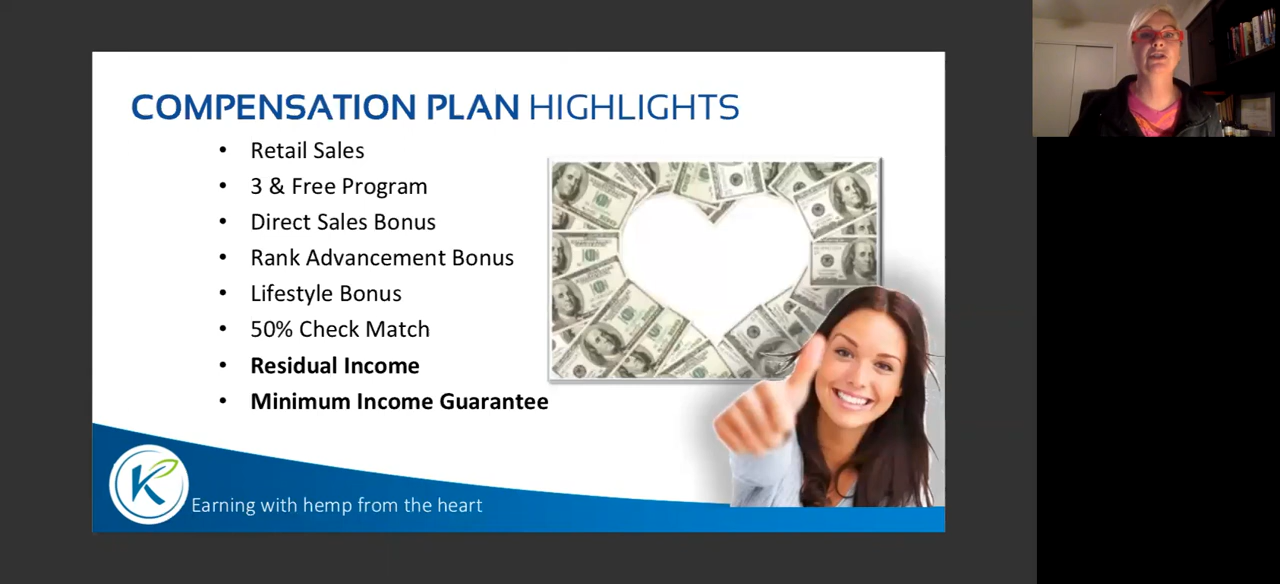 COMPENSATION PLAN HIGHLIGHTS
• Retail Sales
• 3 & Free Program
• Direct Sales Bonus
• Rank Advancement Bonus
• Lifestyle Bonus
• 50% Check Match
• Residual Income
• Minimum Income Guarantee
K
Earning with hemp from the heart